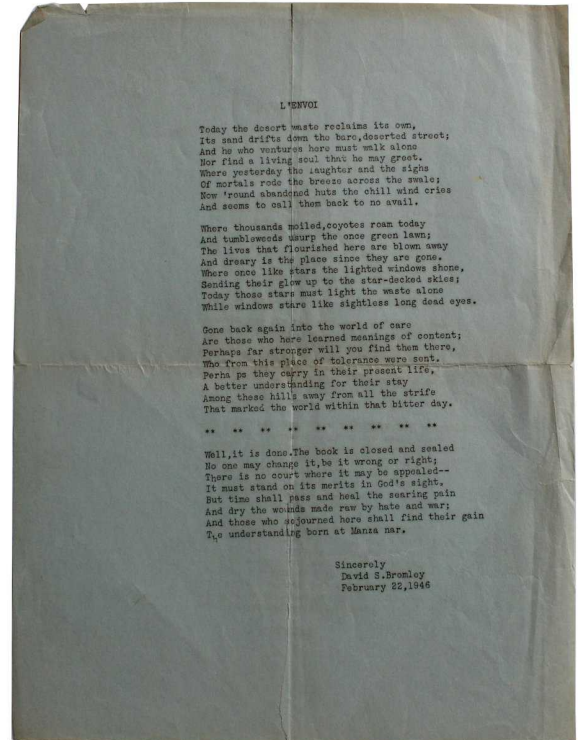 L'ENVOI
Today the desert waste reclaims its own,
Its sand drifts down the bare,deserted street;
And he who ventures here must walk alone
Nor find a living soul that he may greet.
Where yesterday the laughter and the sighs
Of mortals rode the breeze across the swale;
Now 'round abandoned huts the chill wind cries
And seems to call them back to no avail.
Where thousands moiled,coyotes roam today
And tumbleweeds usurp the once green lawn;
The lives that flourished here are blown away
And dreary is the place since they are gone.
Where once like stars the lighted windows shone,
Sending their glow up to the star-decked skies;
Today those stars must light the waste alone
While windows stare like sightless long dead eyes.
Gone back again into the world of care
Are those who here learned meanings of content;
Perhaps far stronger will you find them there,
Who from this place of tolerance were sent.
Perha ps they carry in their present life,
A better understanding for their stay
Among these hills away from all the strife
That marked the world within that bitter day.
** ** ** ** ** ** ** **
Well,it is done.The book is closed and sealed
No one may change it,be it wrong or right;
There is no court where it may be appealed--
It must stand on its merits in God's sight.
But time shall pass and heal the searing pain
And dry the wounds made raw by hate and war;
And those who sojourned here shall find their gain
The understanding born at Manza nar.
Sincerely
David S.Bromley
February 22,1946